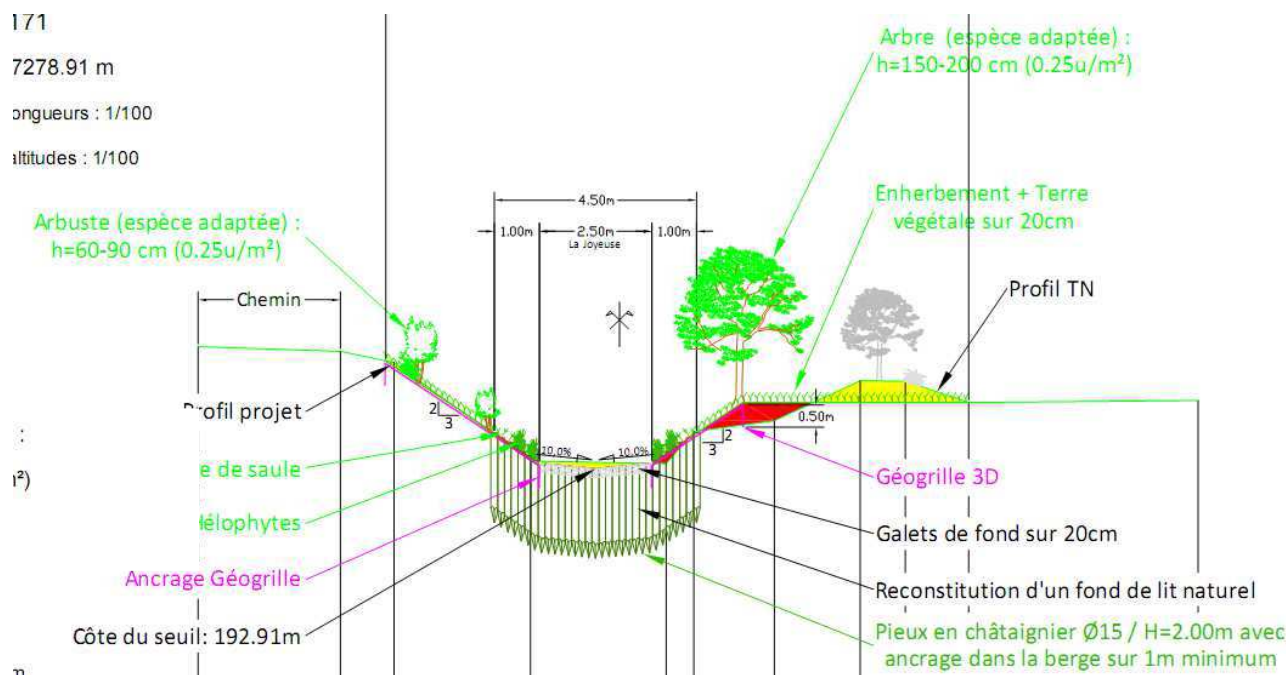 171
7278.91 m
ongueurs : 1/100
altitudes : 1/100
Arbre (espèce adaptée) :
h=150-200 cm (0.25u/m²)
4.50m
1.00m
2.50m
1.00m
La Joyeuse
Enherbement + Terre
végétale sur 20cm
Arbuste (espèce adaptée) :
h=60-90 cm (0.25u/m²)
Chemin
Profil TN
Profil projet
2
3
0.50m
2
3
10.0%
10.0%
:
e de saule
²)
Géogrille 3D
Hélophytes
Galets de fond sur 20cm
Ancrage Géogrille
Reconstitution d'un fond de lit naturel
Côte du seuil: 192.91m
Pieux en châtaignier Ø15 / H=2.00m avec
ancrage dans la berge sur 1m minimum